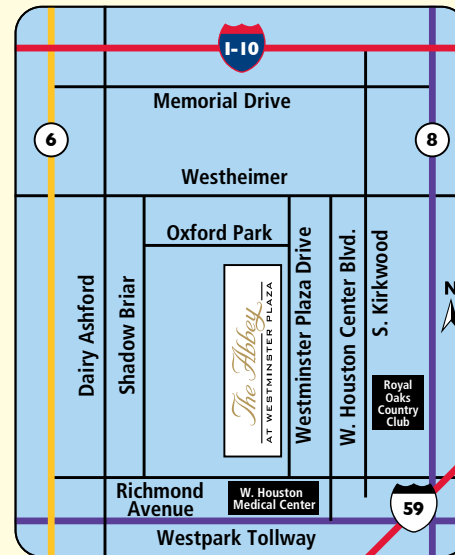 I-10
Memorial Drive
6
8
Westheimer
Oxford Park
Dairy Ashford
Shadow Briar
The Abbey
AT WESTMINSTER PLAZA
Westminster Plaza Drive
W. Houston Center Blvd.
S. Kirkwood
N
Royal
Oaks
Country
Club
Richmond
Avenue
W. Houston
Medical Center
59
Westpark Tollway